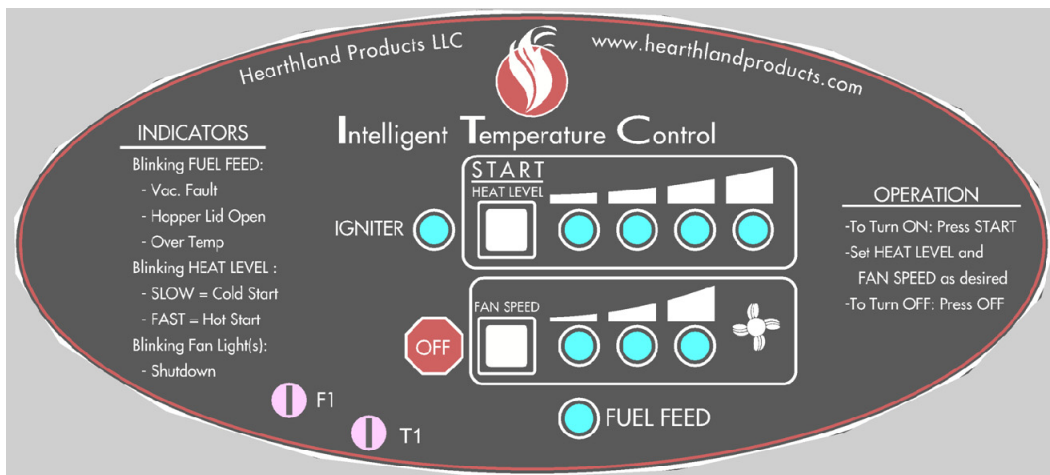 Hearthland Products LLC
www.hearthlandproducts.com
Intelligent Temperature Control
INDICATORS
Blinking FUEL FEED:
- Vac. Fault
- Hopper Lid Open
- Over Temp
Blinking HEAT LEVEL :
- SLOW = Cold Start
- FAST = Hot Start
Blinking Fan Light(s):
- Shutdown
START
HEAT LEVEL
IGNITER
FAN SPEED
OFF
F1
T1
FUEL FEED
OPERATION
-To Turn ON: Press START
-Set HEAT LEVEL and
FAN SPEED as desired
-To Turn OFF: Press OFF